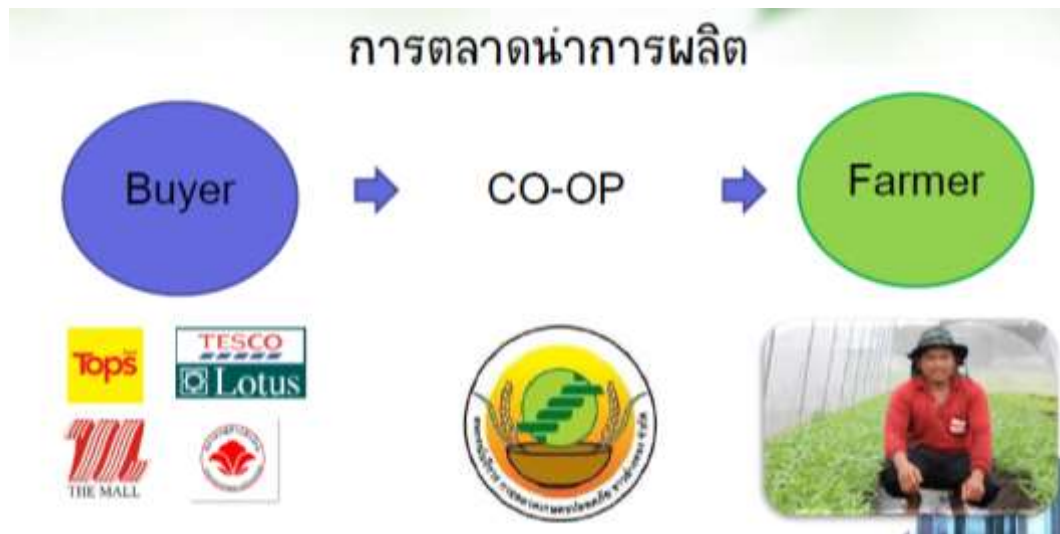 การตลาดนำการผลิต
Buyer
CO-OP
Farmer
Tops
TESCO
Lotus
THE MALL